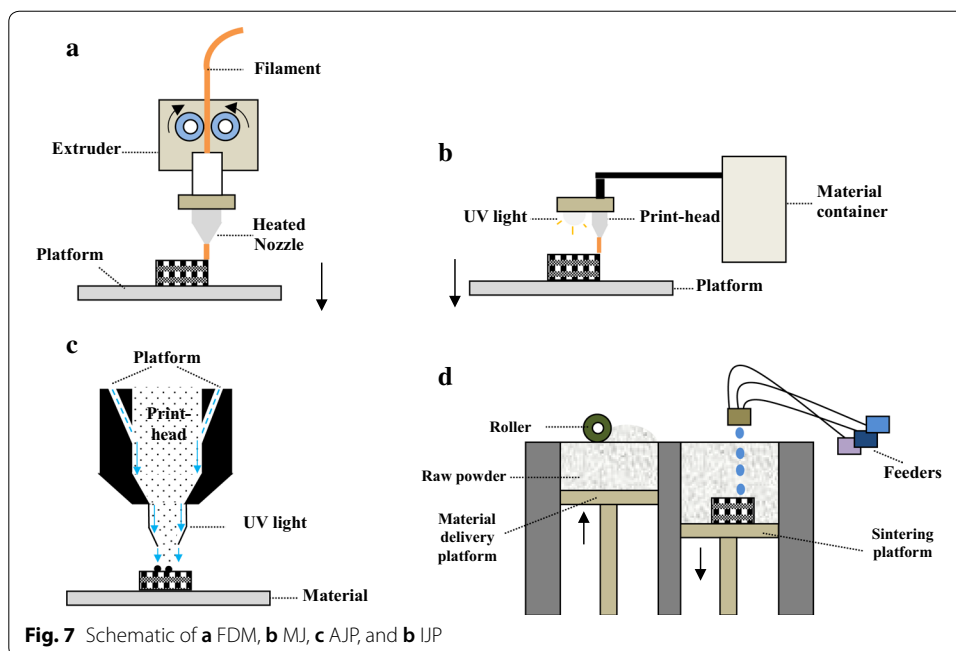 a
Filament
Extruder
Heated
Nozzle
Platform
b
UV light
Print-head
Material
container
Platform
c
Platform
Print-
head
UV light
Material
d
Roller
Raw powder
Material
delivery
platform
Feeders
Sintering
platform
Fig. 7 Schematic of a FDM, b MJ, c AJP, and b IJP